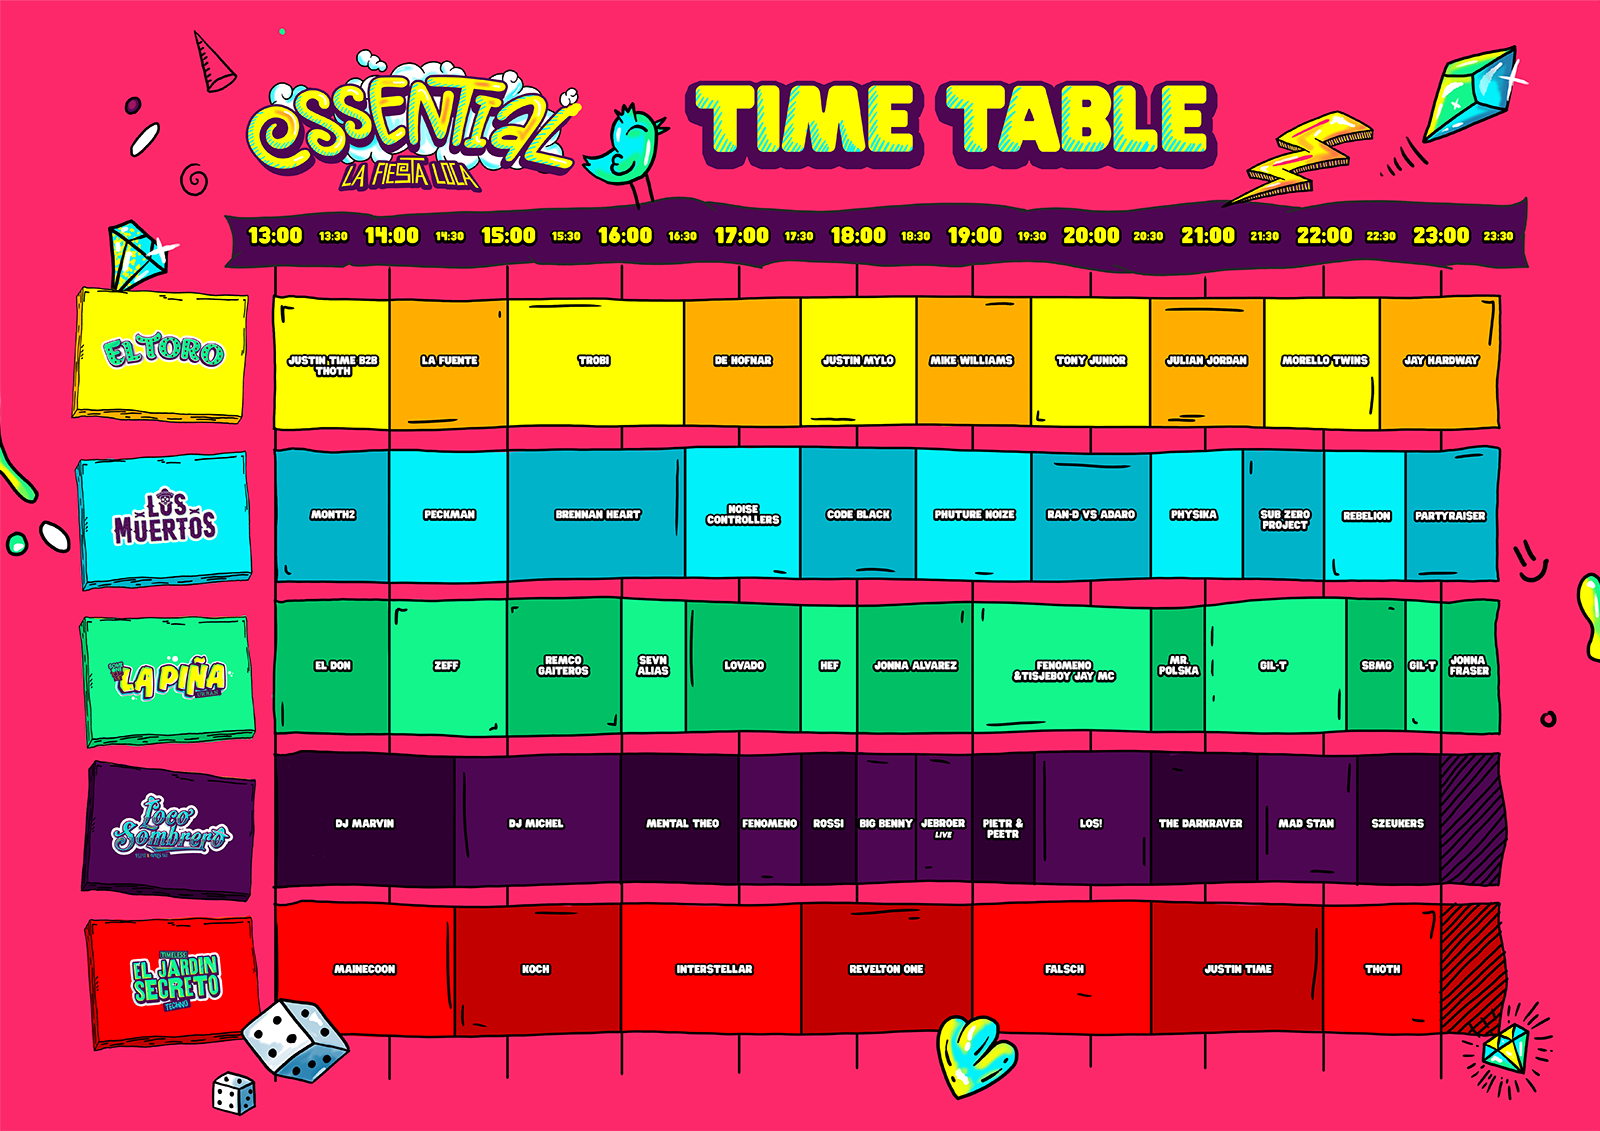 ESSENTIAL
LA FIESTA LOCA
TIME TABLE
13:00 13:30 14:00 14:30 15:00 15:30 16:00 16:30 17:00 17:30 18:00 18:30 19:00 19:30 20:00 20:30 21:00 21:30 22:00 22:30 23:00 23:30
EL TORO
JUSTIN TIME B2B
THOTH
LA FUENTE
TROBI
DE HOFNAR
JUSTIN MYLO
MIKE WILLIAMS
TONY JUNIOR
JULIAN JORDAN
MORELLO TWINS
JAY HARDWAY
LOS
MUERTOS
MONTH2
PECKMAN
BRENNAN HEART
NOISE
CONTROLLERS
CODE BLACK
PHUTURE NOIZE
RAN-D VS ADARO
PHYSIKA
SUB ZERO
PROJECT
REBELION
PARTYRAISER
LA PIÑA
URBAN
EL DON
ZEFF
REMCO
GAITEROS
SEVN
ALIAS
LOVADO
HEF
JONNA ALVAREZ
FENOMENO
&TISJEBOY JAY MC
MR.
POLSKA
GIL-T
SBMG
GIL-T
JONNA
FRASER
Loco
Sombrero
DJ MARVIN
DJ MICHEL
MENTAL THEO
FENOMENO
ROSSI
BIG BENNY
JEBROER
LIVE
PIETR &
PEETR
LOS!
THE DARKRAVER
MAD STAN
SZEUKERS
TIMELESS
EL JARDIN
SECRETO
TECHNO
MAINECOON
KOCH
INTERSTELLAR
REVELTON ONE
FALSCH
JUSTIN TIME
THOTH